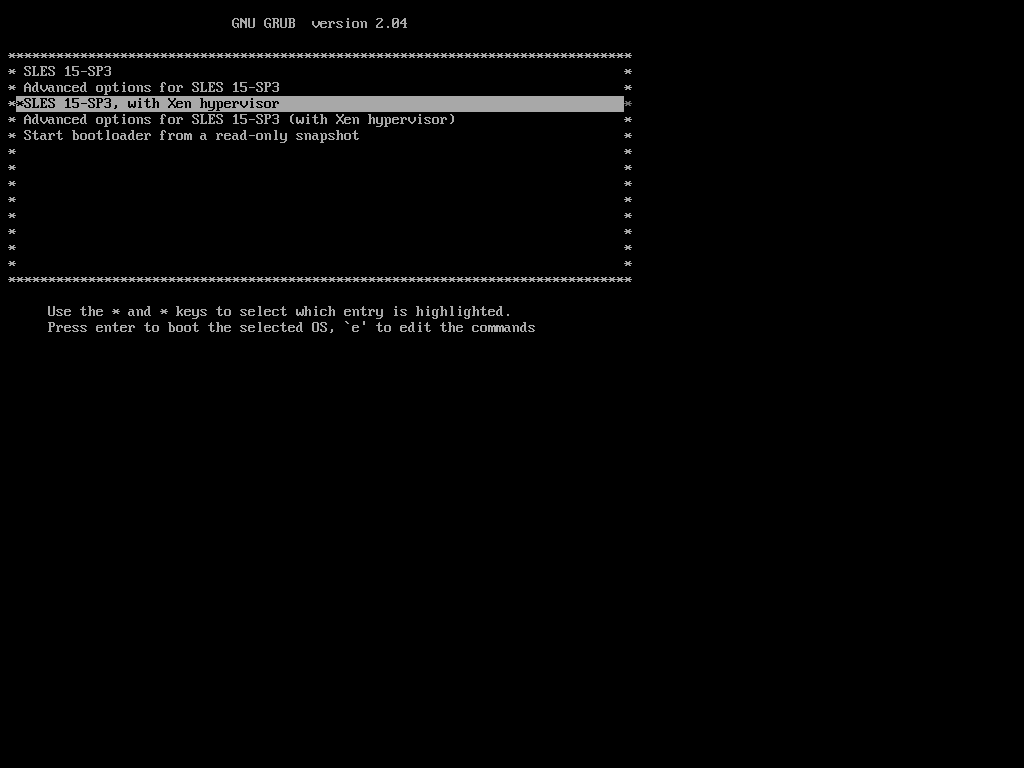 GNU GRUB  version 2.04
*******************************************************************************
* SLES 15-SP3 *
* Advanced options for SLES 15-SP3 *
**SLES 15-SP3, with Xen hypervisor *
* Advanced options for SLES 15-SP3 (with Xen hypervisor) *
* Start bootloader from a read-only snapshot *
* *
* *
* *
* *
* *
* *
* *
* *
*******************************************************************************
Use the * and * keys to select which entry is highlighted.
Press enter to boot the selected OS, `e' to edit the commands